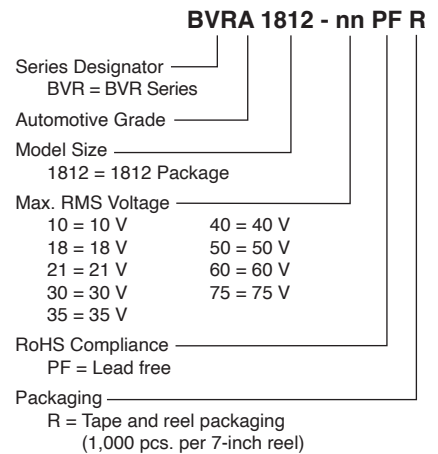 BVRA 1812 - nn PF R
Series Designator
BVR = BVR Series
Automotive Grade
Model Size
1812 = 1812 Package
Max. RMS Voltage
10 = 10 V 40 = 40 V
18 = 18 V 50 = 50 V
21 = 21 V 60 = 60 V
30 = 30 V 75 = 75 V
35 = 35 V
RoHS Compliance
PF = Lead free
Packaging
R = Tape and reel packaging
(1,000 pcs. per 7-inch reel)